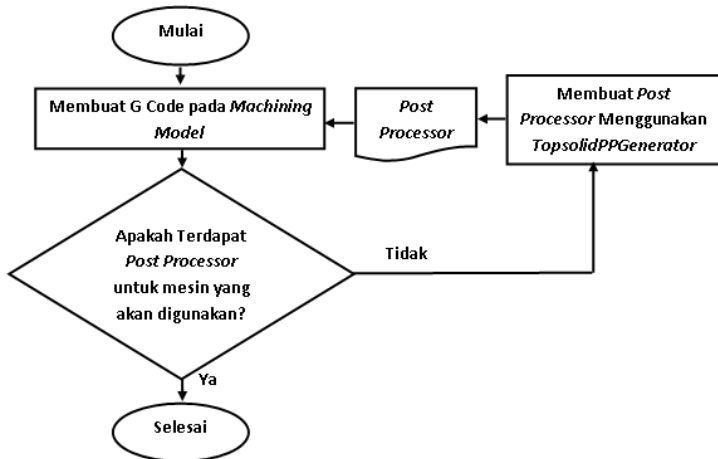 Mulai
Membuat G Code pada Machining
Model
Post
Processor
Membuat Post
Processor Menggunakan
TopsolidPPGenerator
Apakah Terdapat
Post Processor
untuk mesin yang
akan digunakan?
Tidak
Ya
Selesai